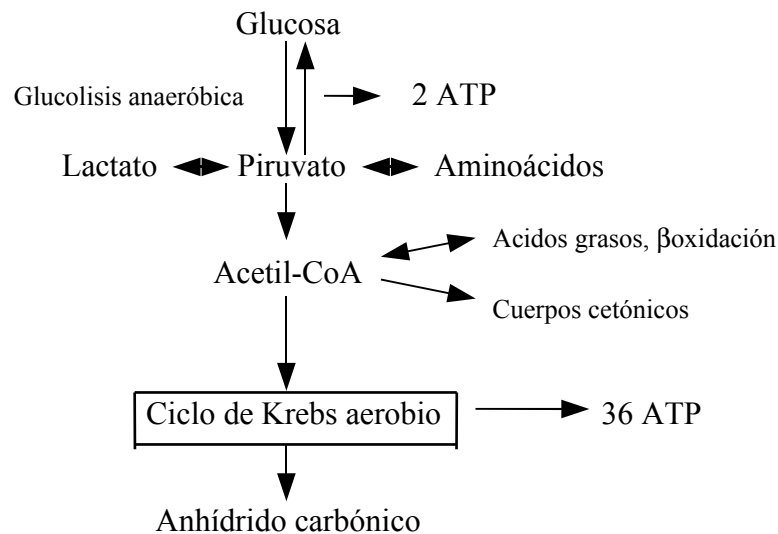 Glucosa
Glucolisis anaeróbica
2 ATP
Lactato
Piruvato
Aminoácidos
Acidos grasos, βoxidación
Acetil-CoA
Cuerpos cetónicos
Ciclo de Krebs aerobio
36 ATP
Anhídrido carbónico